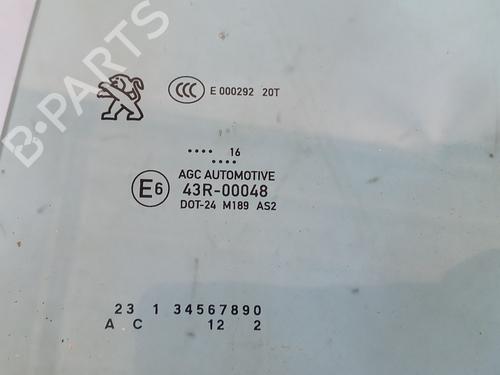 B-PARTS
CCC E 000292 20T
.... 16
....
AGC AUTOMOTIVE
E6 43R-00048
DOT-24 M189 AS2
23 1 34567890
A C 12 2